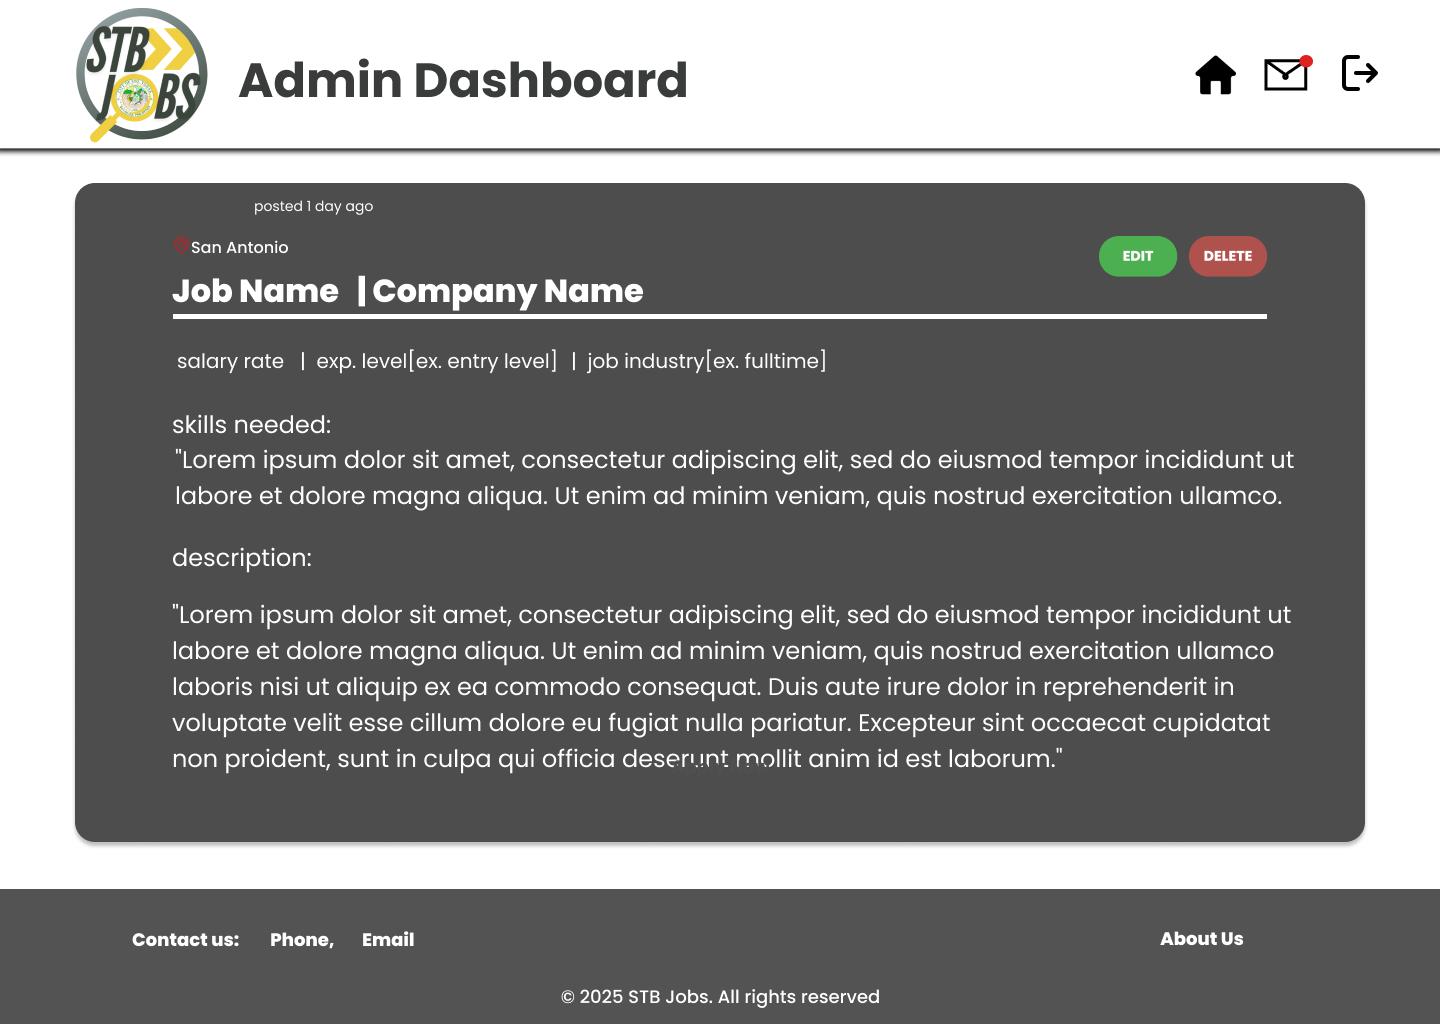 STB
JOBS
Admin Dashboard
posted 1 day ago
San Antonio
EDIT
DELETE
Job Name | Company Name
salary rate | exp. level[ex. entry level] | job industry[ex. fulltime]
skills needed:
"Lorem ipsum dolor sit amet, consectetur adipiscing elit, sed do eiusmod tempor incididunt ut
labore et dolore magna aliqua. Ut enim ad minim veniam, quis nostrud exercitation ullamco.
description:
"Lorem ipsum dolor sit amet, consectetur adipiscing elit, sed do eiusmod tempor incididunt ut
labore et dolore magna aliqua. Ut enim ad minim veniam, quis nostrud exercitation ullamco
laboris nisi ut aliquip ex ea commodo consequat. Duis aute irure dolor in reprehenderit in
voluptate velit esse cillum dolore eu fugiat nulla pariatur. Excepteur sint occaecat cupidatat
non proident, sunt in culpa qui officia deserunt mollit anim id est laborum."
Contact us: Phone, Email
About Us
© 2025 STB Jobs. All rights reserved